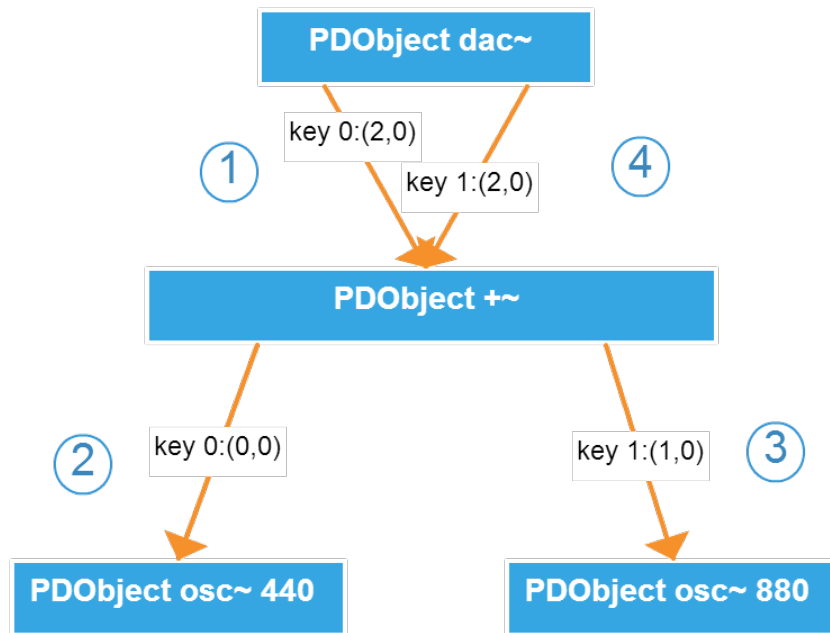 PDObject dac~
key 0:(2,0)
1
4
key 1:(2,0)
PDObject +~
key 0:(0,0)
key 1:(1,0)
2
3
PDObject osc~ 440
PDObject osc~ 880